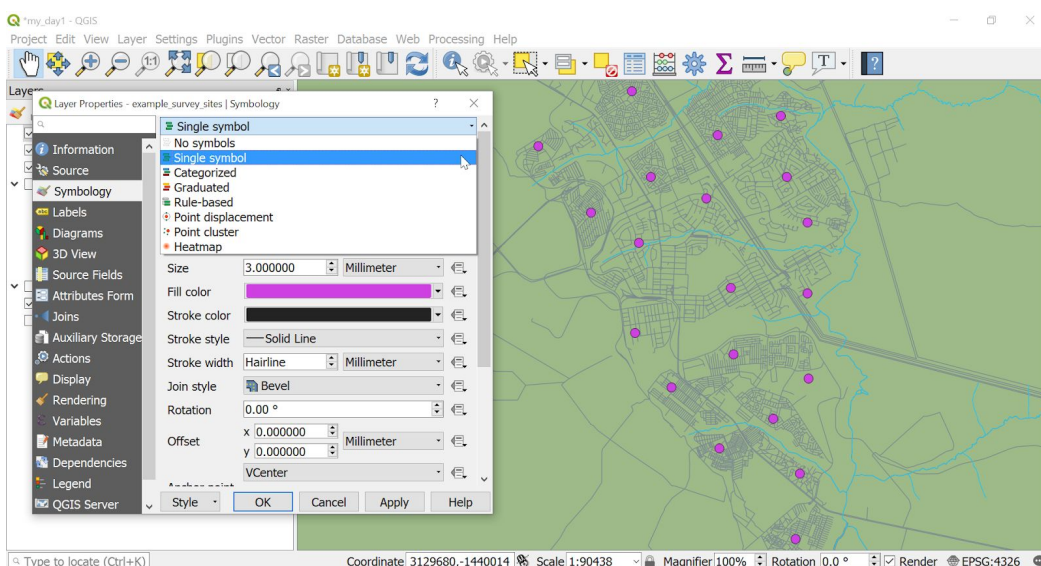 *my_day1 - QGIS
Project Edit View Layer Settings Plugins Vector Raster Database Web Processing Help
Layers
Layer Properties - example_survey_sites | Symbology ? ×
Single symbol
No symbols
Single symbol
Categorized
Graduated
Rule-based
Point displacement
Point cluster
Heatmap
Information
Source
Symbology
Labels
Diagrams
3D View
Source Fields
Attributes Form
Joins
Auxiliary Storage
Actions
Display
Rendering
Variables
Metadata
Dependencies
Legend
QGIS Server
Size 3.000000 Millimeter
Fill color
Stroke color
Stroke style Solid Line
Stroke width Hairline Millimeter
Join style Bevel
Rotation 0.00 °
Offset x 0.000000 Millimeter
y 0.000000
VCenter
Style OK Cancel Apply Help
Type to locate (Ctrl+K) Coordinate 3129680,-1440014 Scale 1:90438 Magnifier 100% Rotation 0.0 ° Render EPSG:4326